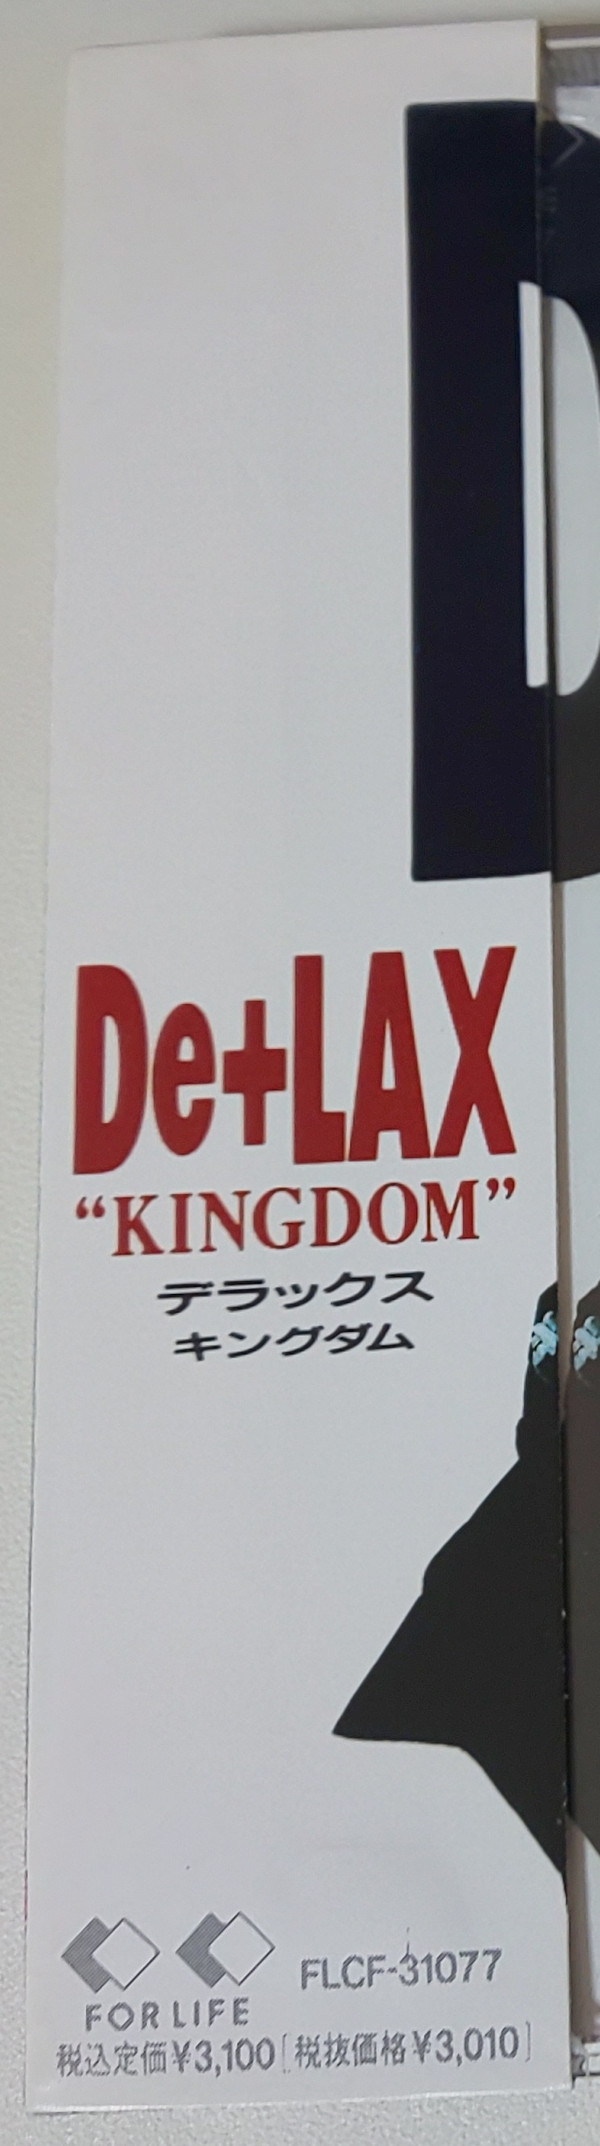 De+LAX
“KINGDOM”
デラックス
キングダム
FLCF-31077
FOR LIFE
税込定価¥3,100[税抜価格¥3,010]